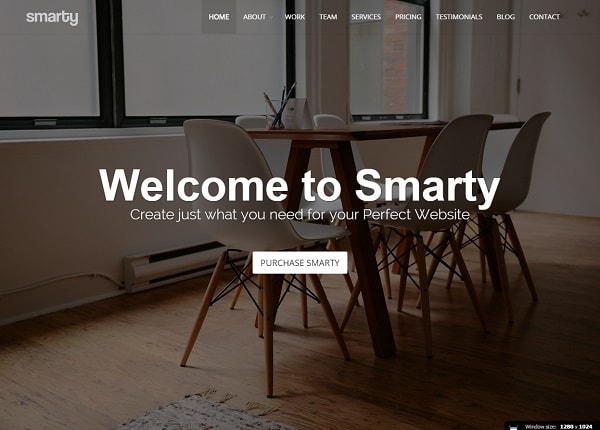 smarty
HOME ABOUT WORK TEAM SERVICES PRICING TESTIMONIALS BLOG CONTACT
Welcome to Smarty
Create just what you need for your Perfect Website
PURCHASE SMARTY
Window size: 1280 x 1024